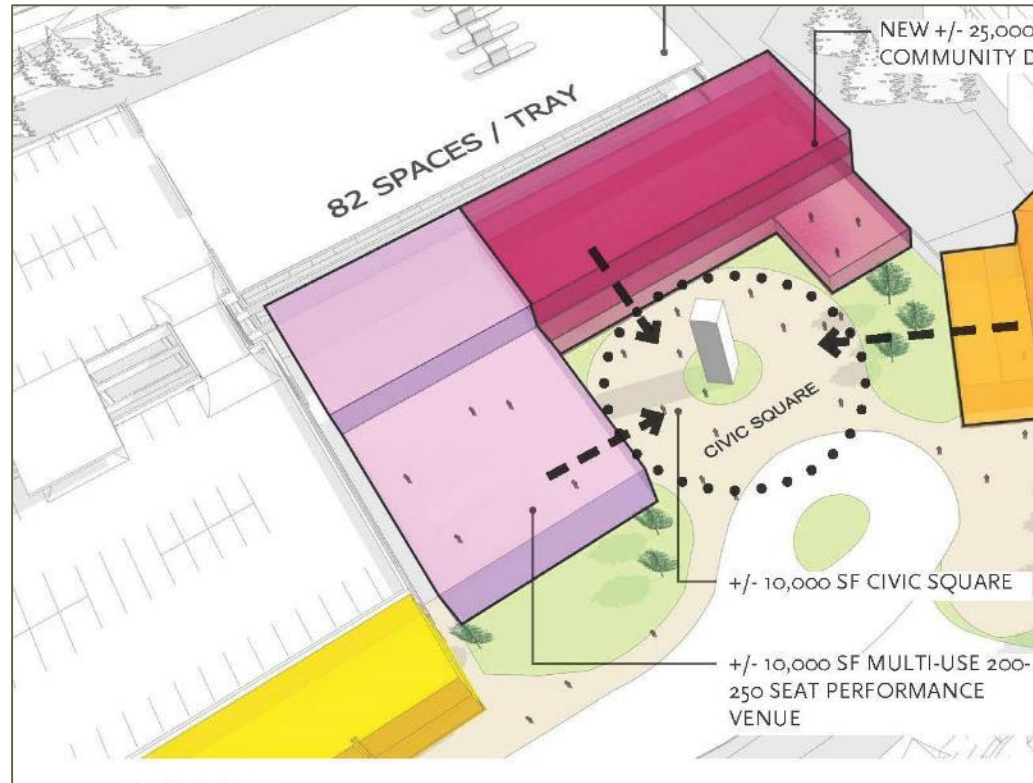 NEW +/- 25,000
COMMUNITY D
82 SPACES / TRAY
CIVIC SQUARE
+/- 10,000 SF CIVIC SQUARE
+/- 10,000 SF MULTI-USE 200-
250 SEAT PERFORMANCE
VENUE